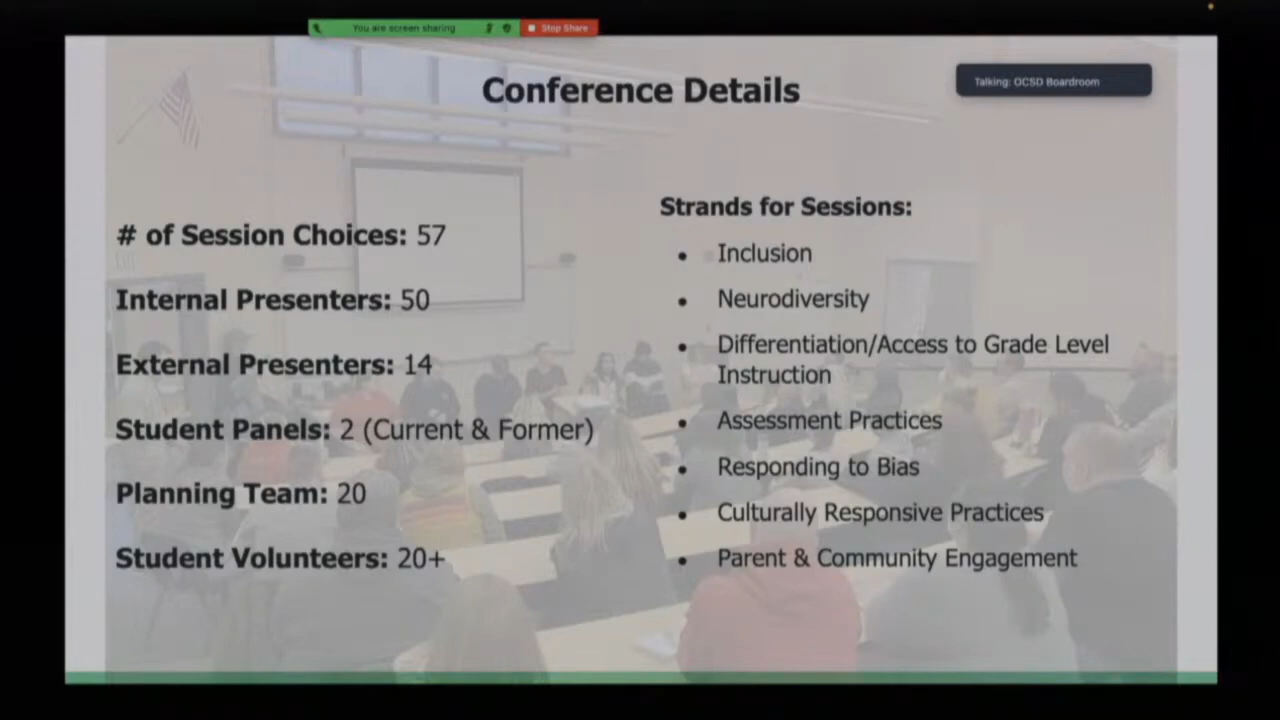 You are screen sharing
Stop Share
Conference Details
Talking: OCSD Boardroom
# of Session Choices: 57
Internal Presenters: 50
External Presenters: 14
Student Panels: 2 (Current & Former)
Planning Team: 20
Student Volunteers: 20+
Strands for Sessions:
• Inclusion
• Neurodiversity
• Differentiation/Access to Grade Level
Instruction
• Assessment Practices
• Responding to Bias
• Culturally Responsive Practices
• Parent & Community Engagement